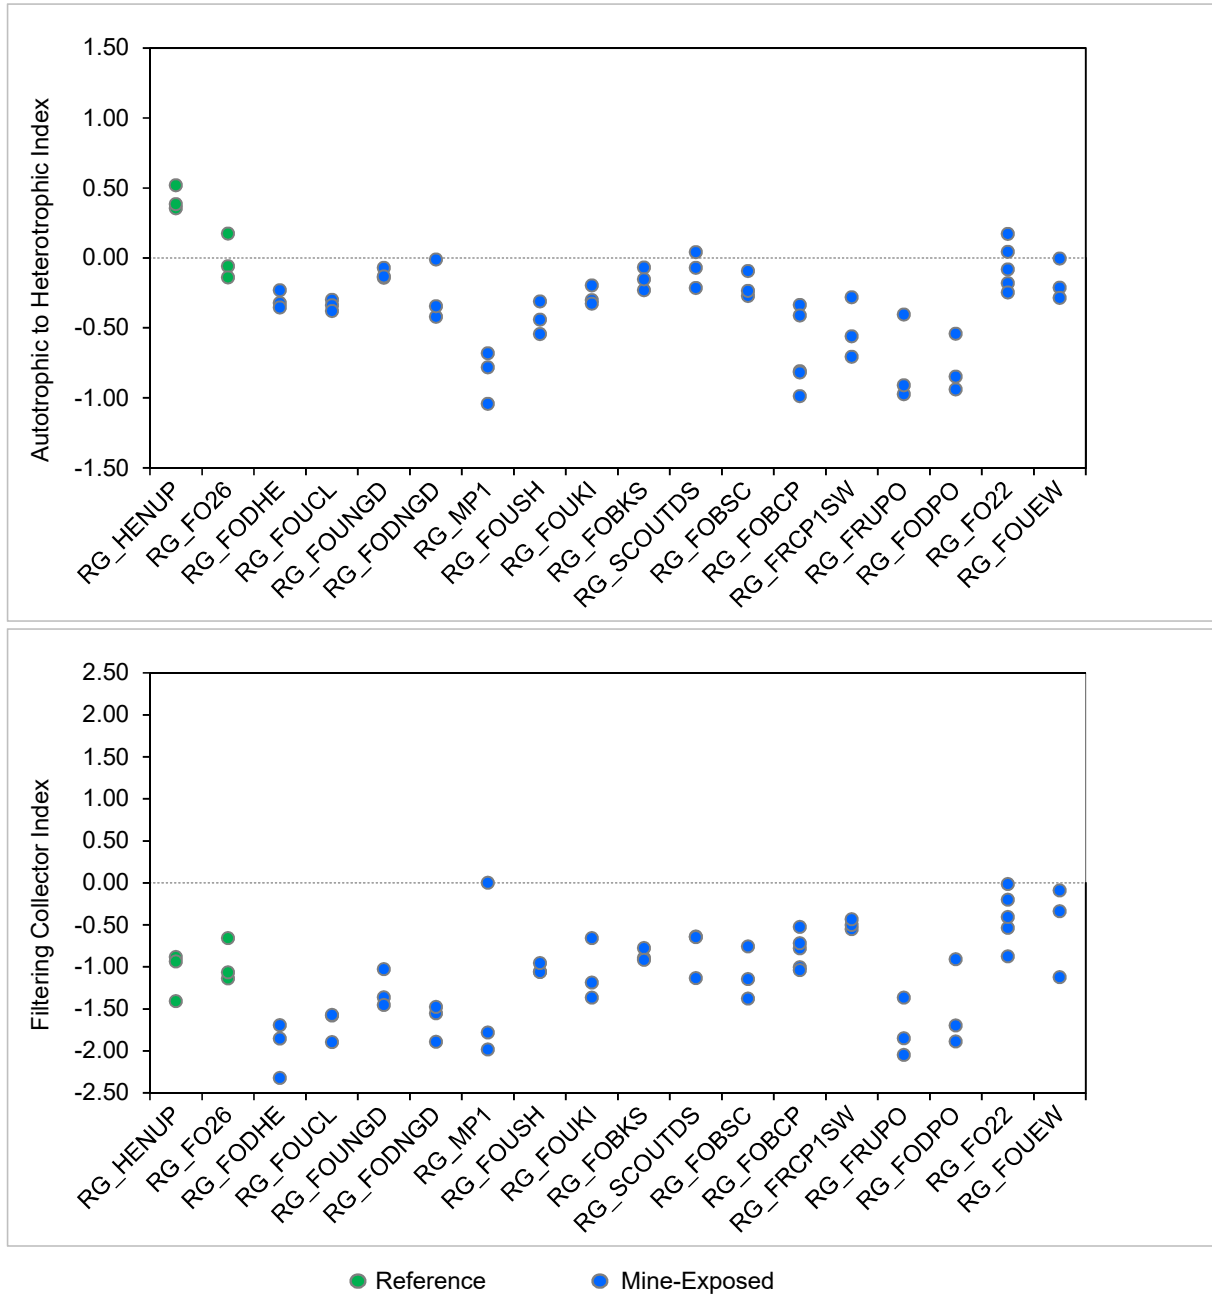 1.50
1.00
0.50
0.00
-0.50
-1.00
-1.50
Autotrophic to Heterotrophic Index
RG_HENUP
RG_FO26
RG_FODHE
RG_FOUCL
RG_FOUNGD
RG_FODNGD
RG_MP1
RG_FOUSH
RG_FOUKI
RG_FOBKS
RG_SCOUTDS
RG_FOBSC
RG_FOBCP
RG_FRCP1SW
RG_FRUPO
RG_FODPO
RG_FO22
RG_FOUEW
2.50
2.00
1.50
1.00
0.50
0.00
-0.50
-1.00
-1.50
-2.00
-2.50
Filtering Collector Index
RG_HENUP
RG_FO26
RG_FODHE
RG_FOUCL
RG_FOUNGD
RG_FODNGD
RG_MP1
RG_FOUSH
RG_FOUKI
RG_FOBKS
RG_SCOUTDS
RG_FOBSC
RG_FOBCP
RG_FRCP1SW
RG_FRUPO
RG_FODPO
RG_FO22
RG_FOUEW
Reference
Mine-Exposed